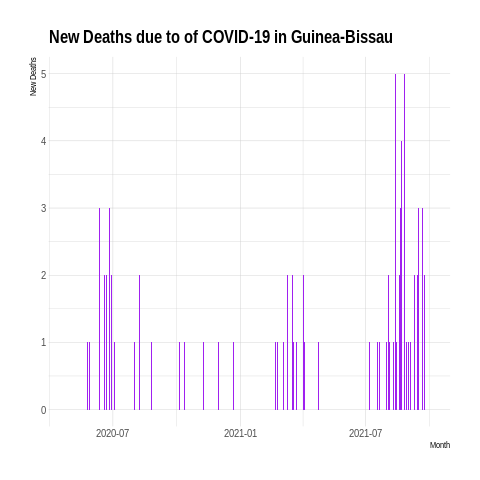 New Deaths due to of COVID-19 in Guinea-Bissau
New Deaths
5
4
3
2
1
0
2020-07 2021-01 2021-07
Month